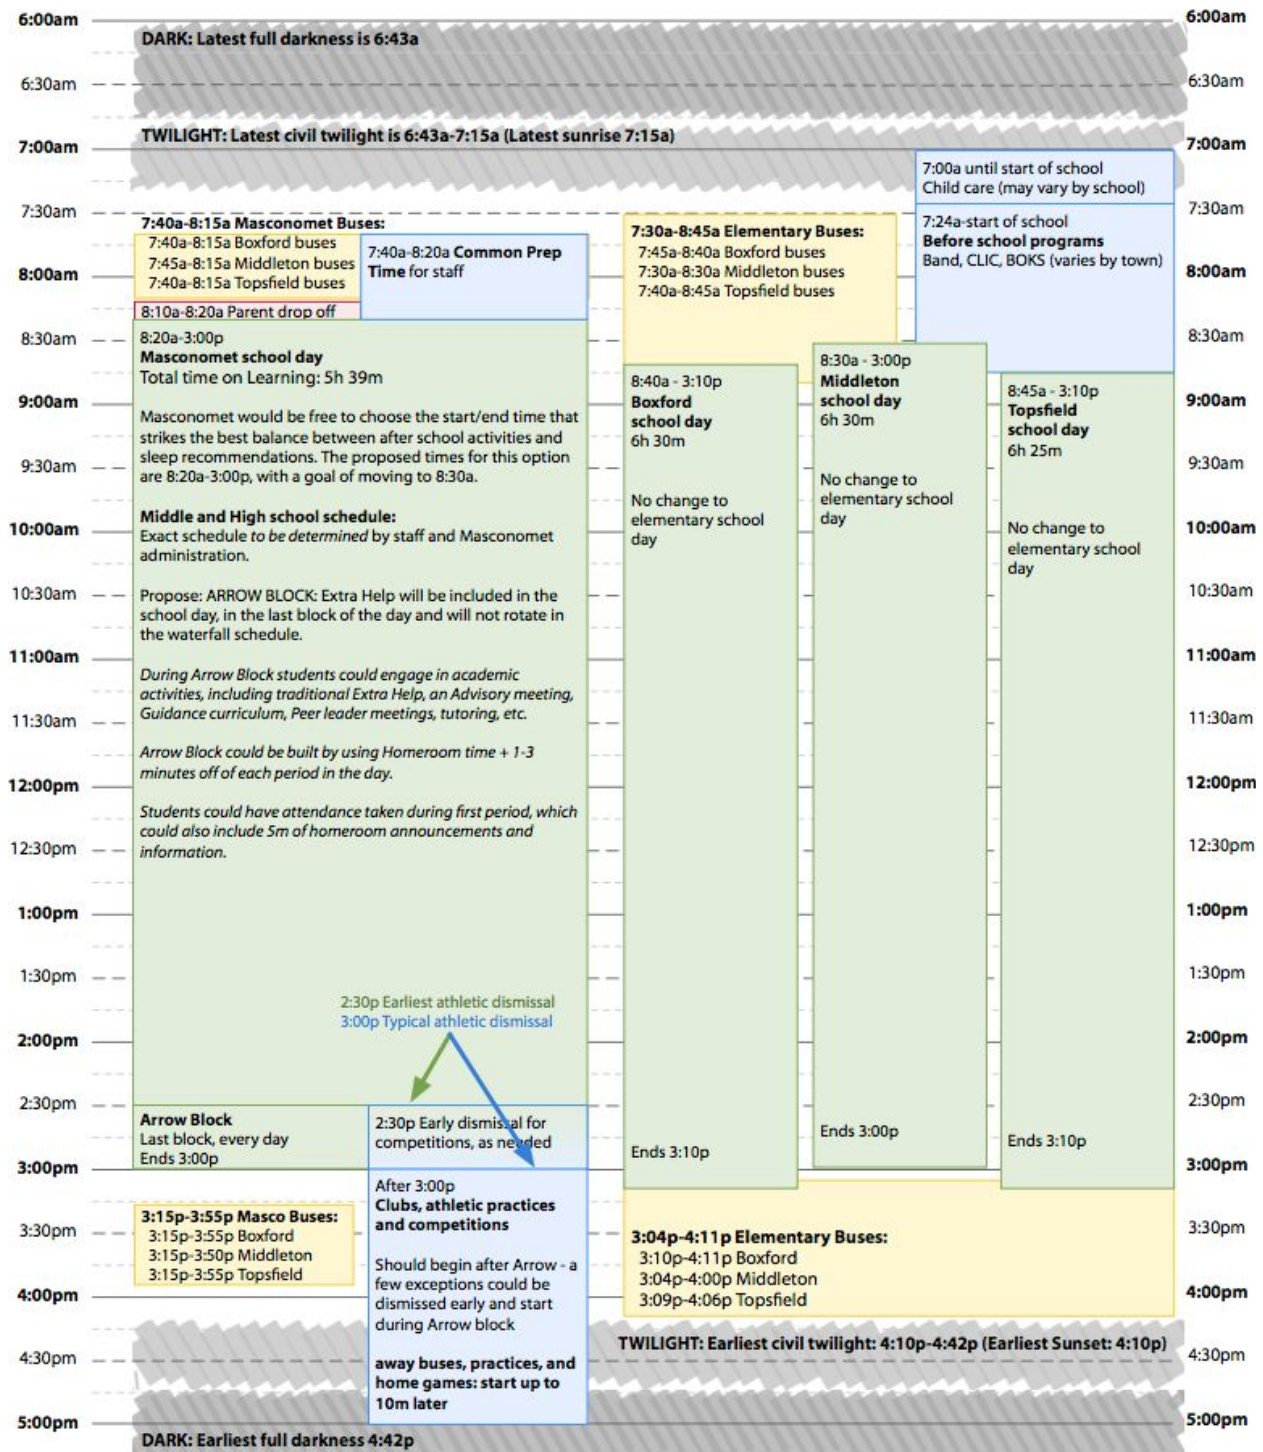 6:00am
6:30am
7:00am
7:30am
8:00am
8:30am
9:00am
9:30am
10:00am
10:30am
11:00am
11:30am
12:00pm
12:30pm
1:00pm
1:30pm
2:00pm
2:30pm
3:00pm
3:30pm
4:00pm
4:30pm
5:00pm
DARK: Latest full darkness is 6:43a
TWILIGHT: Latest civil twilight is 6:43a-7:15a (Latest sunrise 7:15a)
7:40a-8:15a Masconomet Buses:
7:40a-8:15a Boxford buses
7:45a-8:15a Middleton buses
7:40a-8:15a Topsfield buses
8:10a-8:20a Parent drop off
7:40a-8:20a Common Prep
Time for staff
8:20a-3:00p
Masconomet school day
Total time on Learning: 5h 39m
Masconomet would be free to choose the start/end time that
strikes the best balance between after school activities and
sleep recommendations. The proposed times for this option
are 8:20a-3:00p, with a goal of moving to 8:30a.
Middle and High school schedule:
Exact schedule to be determined by staff and Masconomet
administration.
Propose: ARROW BLOCK: Extra Help will be included in the
school day, in the last block of the day and will not rotate in
the waterfall schedule.
During Arrow Block students could engage in academic
activities, including traditional Extra Help, an Advisory meeting,
Guidance curriculum, Peer leader meetings, tutoring, etc.
Arrow Block could be built by using Homeroom time + 1-3
minutes off of each period in the day.
Students could have attendance taken during first period, which
could also include 5m of homeroom announcements and
information.
2:30p Earliest athletic dismissal
3:00p Typical athletic dismissal
Arrow Block
Last block, every day
Ends 3:00p
2:30p Early dismissal for
competitions, as needed
After 3:00p
Clubs, athletic practices
and competitions
Should begin after Arrow - a
few exceptions could be
dismissed early and start
during Arrow block
away buses, practices, and
home games: start up to
10m later
3:15p-3:55p Masco Buses:
3:15p-3:55p Boxford
3:15p-3:50p Middleton
3:15p-3:55p Topsfield
7:30a-8:45a Elementary Buses:
7:45a-8:40a Boxford buses
7:30a-8:30a Middleton buses
7:40a-8:45a Topsfield buses
7:00a until start of school
Child care (may vary by school)
7:24a-start of school
Before school programs
Band, CLIC, BOKS (varies by town)
8:40a - 3:10p
Boxford
school day
6h 30m
No change to
elementary school
day
Ends 3:10p
8:30a - 3:00p
Middleton
school day
6h 30m
No change to
elementary school
day
Ends 3:00p
8:45a - 3:10p
Topsfield
school day
6h 25m
No change to
elementary school
day
Ends 3:10p
3:04p-4:11p Elementary Buses:
3:10p-4:11p Boxford
3:04p-4:00p Middleton
3:09p-4:06p Topsfield
TWILIGHT: Earliest civil twilight: 4:10p-4:42p (Earliest Sunset: 4:10p)
DARK: Earliest full darkness 4:42p
6:00am
6:30am
7:00am
7:30am
8:00am
8:30am
9:00am
9:30am
10:00am
10:30am
11:00am
11:30am
12:00pm
12:30pm
1:00pm
1:30pm
2:00pm
2:30pm
3:00pm
3:30pm
4:00pm
4:30pm
5:00pm